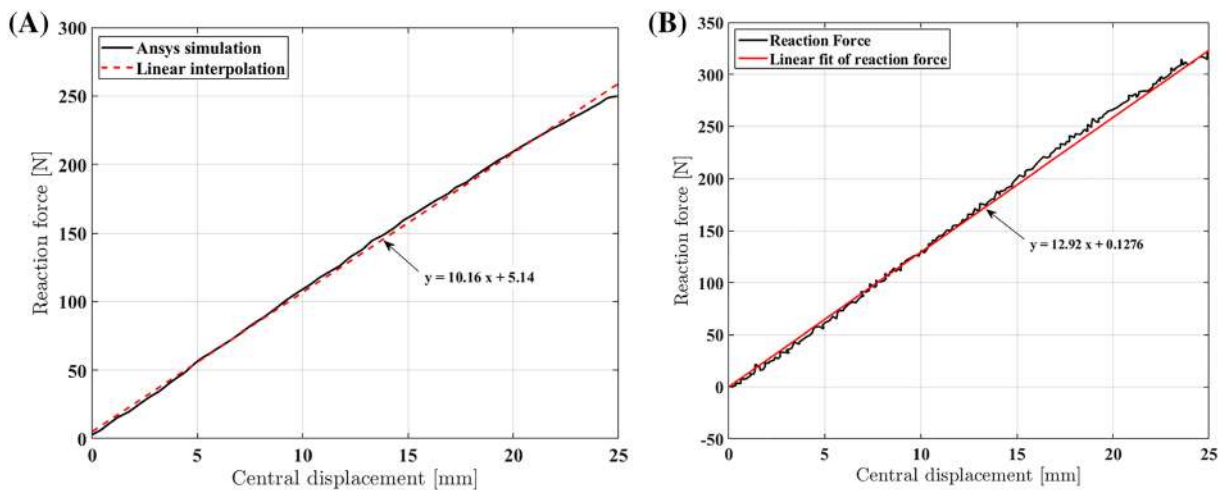 (A)
300
250
200
150
100
50
0
Reaction force [N]
Ansys simulation
Linear interpolation
y = 10.16 x + 5.14
0 5 10 15 20 25
Central displacement [mm]
(B)
350
300
250
200
150
100
50
0
-50
Reaction force [N]
Reaction Force
Linear fit of reaction force
y = 12.92 x + 0.1276
0 5 10 15 20 25
Central displacement [mm]